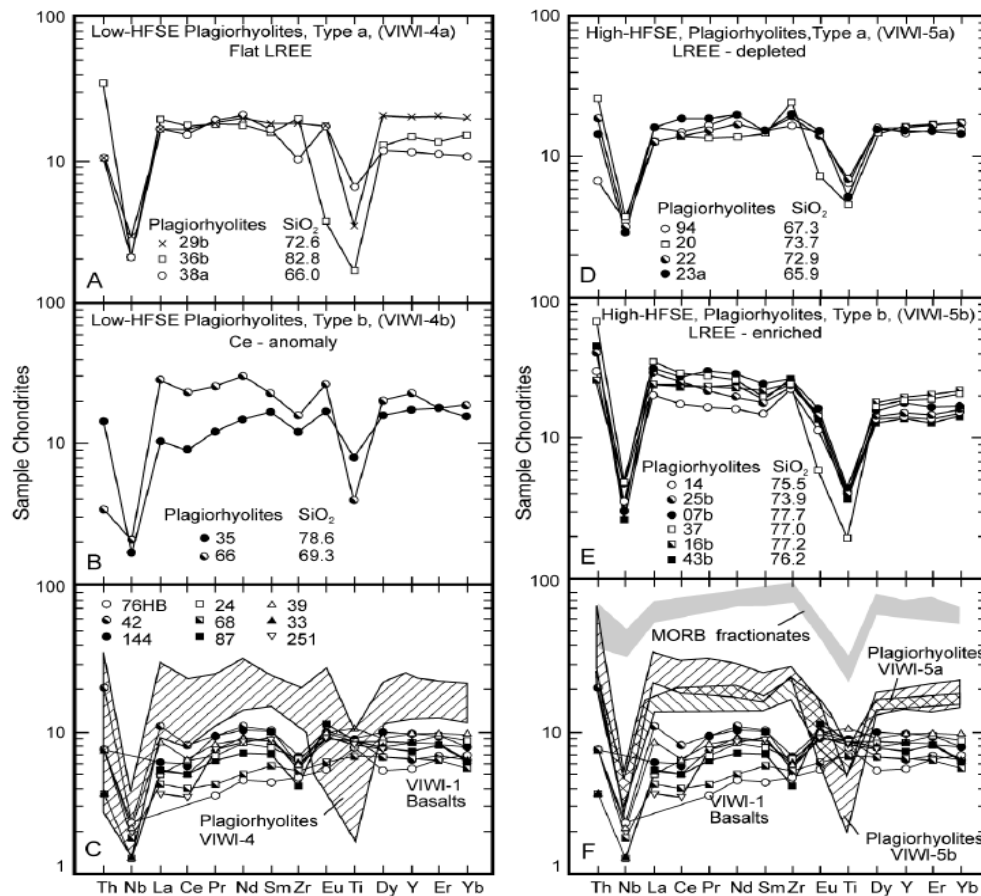 100
A
Low-HFSE Plagiorhyolites, Type a, (VIWI-4a)
Flat LREE
10
Plagiorhyolites SiO2
29b 72.6
36b 82.8
38a 66.0
100
B
Low-HFSE Plagiorhyolites, Type b, (VIWI-4b)
Ce - anomaly
Sample Chondrites
10
Plagiorhyolites SiO2
35 78.6
66 69.3
100
76HB 24 39
42 68 33
144 87 251
10
VIWI-1
Basalts
Plagiorhyolites
VIWI-4
C
1
Th Nb La Ce Pr Nd Sm Zr Eu Ti Dy Y Er Yb
100
High-HFSE, Plagiorhyolites,Type a, (VIWI-5a)
LREE - depleted
10
Plagiorhyolites SiO2
94 67.3
20 73.7
22 72.9
23a 65.9
D
100
High-HFSE, Plagiorhyolites, Type b, (VIWI-5b)
LREE - enriched
Sample Chondrites
10
Plagiorhyolites SiO2
14 75.5
25b 73.9
07b 77.7
37 77.0
16b 77.2
43b 76.2
E
100
MORB fractionates
Plagiorhyolites
VIWI-5a
10
VIWI-1
Basalts
Plagiorhyolites
VIWI-5b
F
1
Th Nb La Ce Pr Nd Sm Zr Eu Ti Dy Y Er Yb